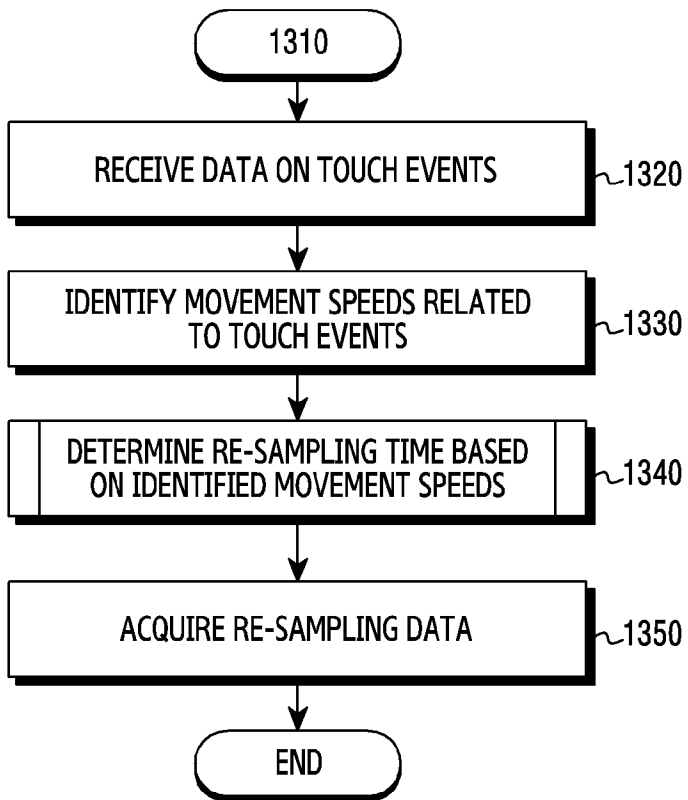 1310
RECEIVE DATA ON TOUCH EVENTS
1320
IDENTIFY MOVEMENT SPEEDS RELATED
TO TOUCH EVENTS
1330
DETERMINE RE-SAMPLING TIME BASED
ON IDENTIFIED MOVEMENT SPEEDS
1340
ACQUIRE RE-SAMPLING DATA
1350
END